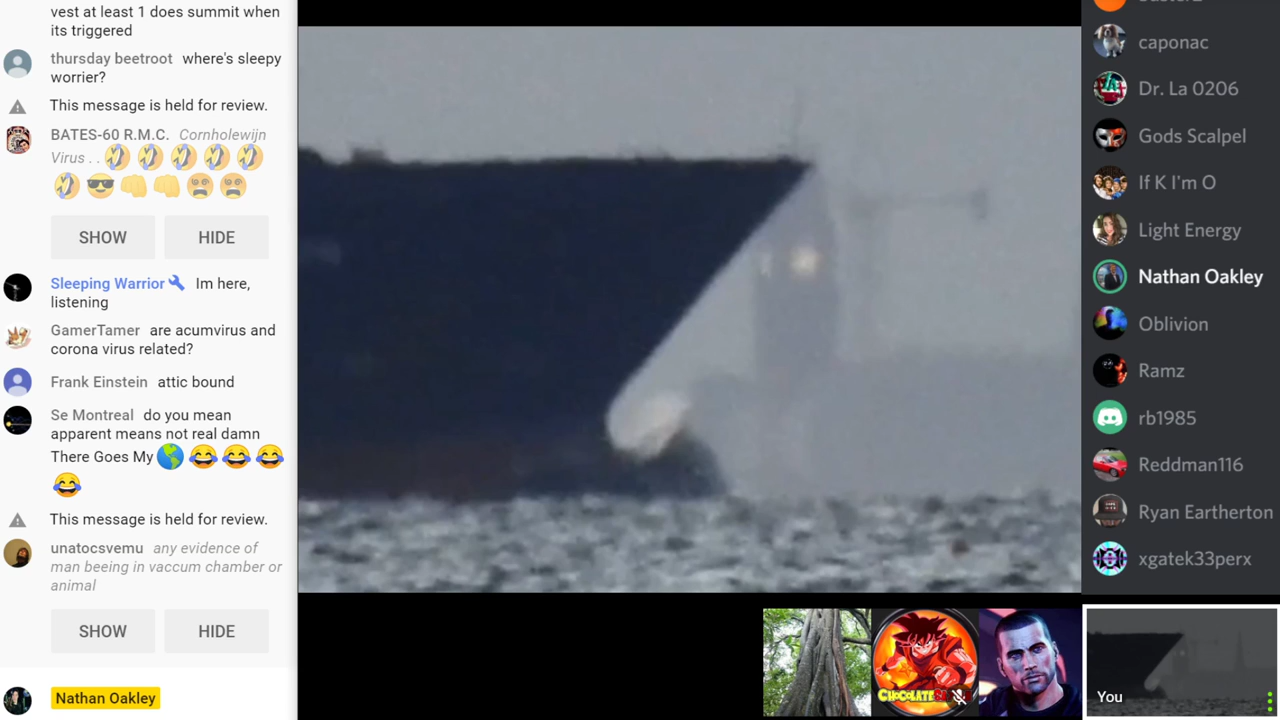 vest at least 1 does summit when
its triggered
thursday beetroot where's sleepy
worrier?
This message is held for review.
BATES-60 R.M.C. Cornholewijn
Virus . .
SHOW HIDE
Sleeping Warrior Im here,
listening
GamerTamer are acumvirus and
corona virus related?
Frank Einstein attic bound
Se Montreal do you mean
apparent means not real damn
There Goes My
This message is held for review.
unatocsvemu any evidence of
man beeing in vaccum chamber or
animal
SHOW HIDE
Nathan Oakley
caponac
Dr. La 0206
Gods Scalpel
If K I'm O
Light Energy
Nathan Oakley
Oblivion
Ramz
rb1985
Reddman116
Ryan Eartherton
xgatek33perx
You